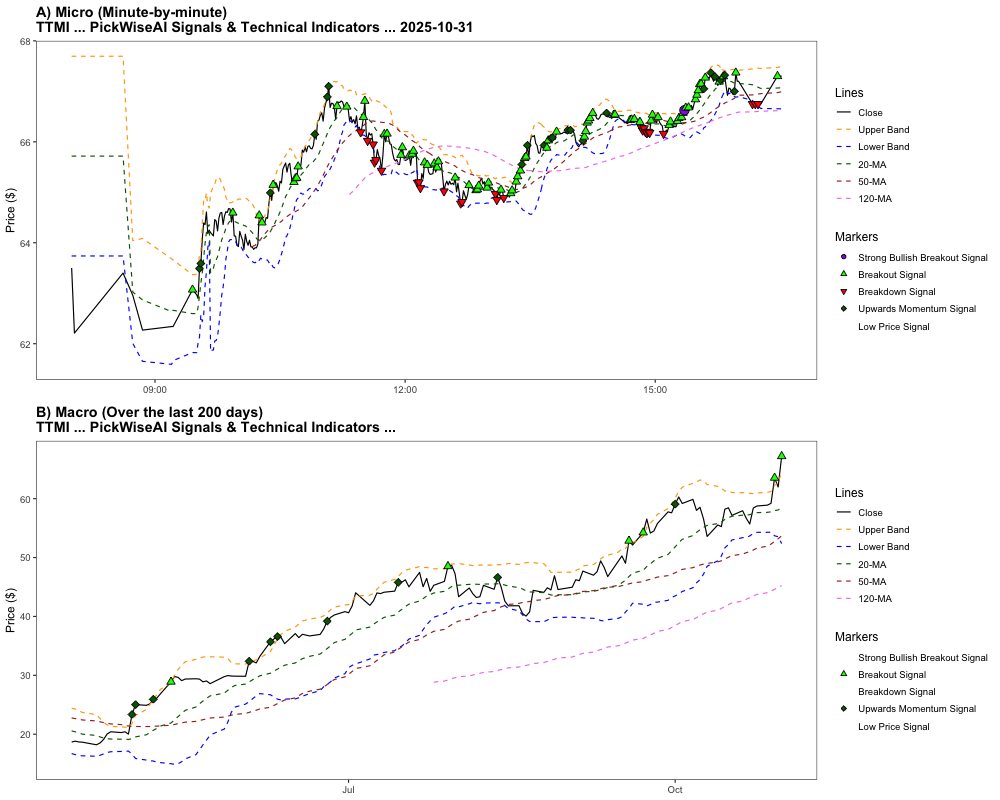 A) Micro (Minute-by-minute)
TTMI ... PickWiseAI Signals & Technical Indicators ... 2025-10-31
68
66
64
62
Price ($)
09:00
12:00
15:00
Lines
Close
Upper Band
Lower Band
20-MA
50-MA
120-MA
Markers
Strong Bullish Breakout Signal
Breakout Signal
Breakdown Signal
Upwards Momentum Signal
Low Price Signal
B) Macro (Over the last 200 days)
TTMI ... PickWiseAI Signals & Technical Indicators ...
60
50
40
30
20
Price ($)
Jul
Oct
Lines
Close
Upper Band
Lower Band
20-MA
50-MA
120-MA
Markers
Strong Bullish Breakout Signal
Breakout Signal
Breakdown Signal
Upwards Momentum Signal
Low Price Signal